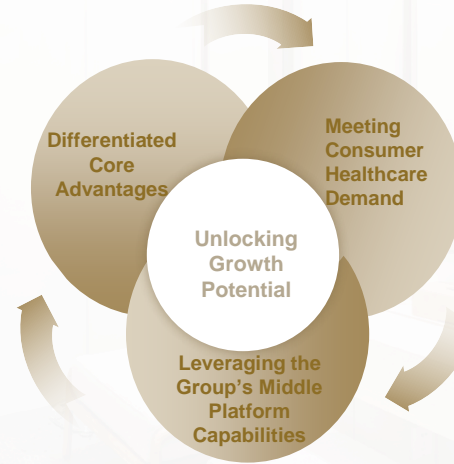 Differentiated
Core
Advantages
Meeting
Consumer
Healthcare
Demand
Unlocking
Growth
Potential
Leveraging the
Group’s Middle
Platform
Capabilities